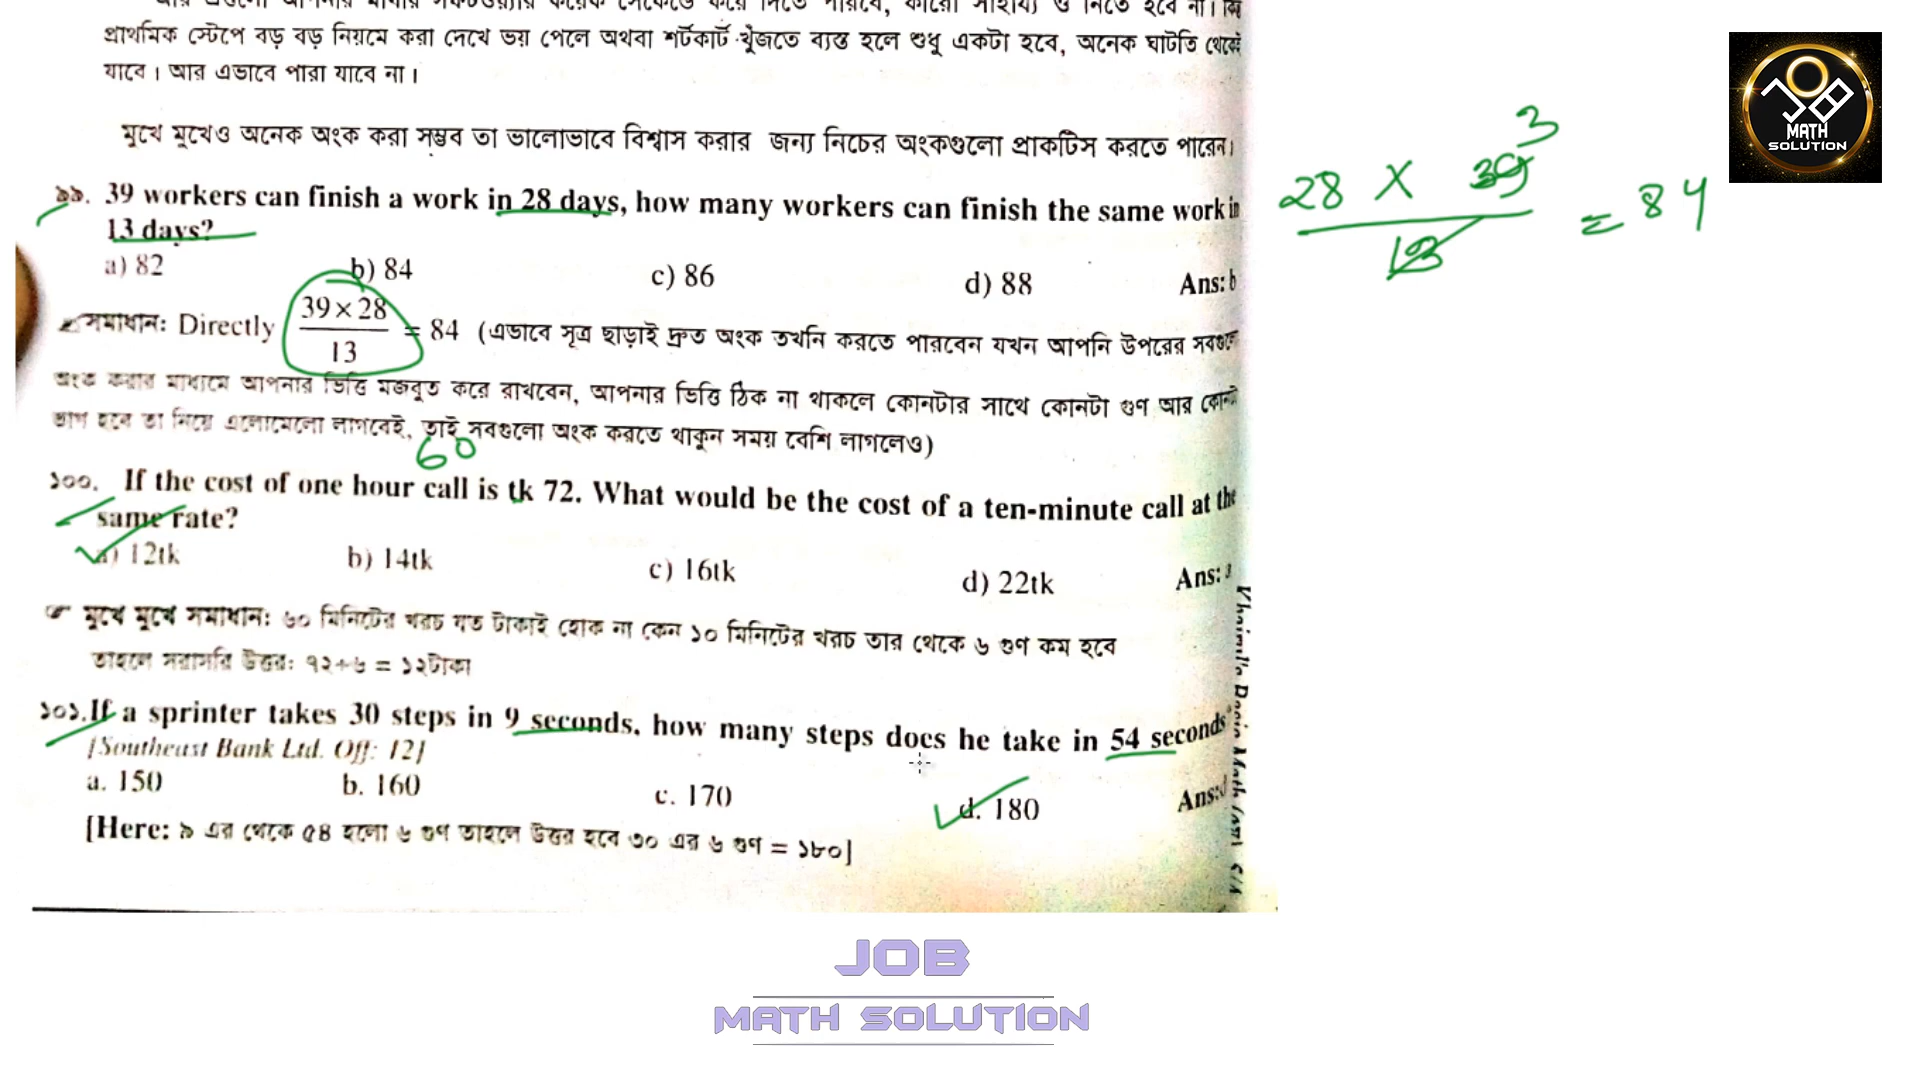 প্রাথমিক স্টেপে বড় বড় নিয়মে করা দেখে ভয় পেলে অথবা শর্টকার্ট খুঁজতে ব্যস্ত হলে শুধু একটা হবে, অনেক ঘাটতি থেকেই
যাবে। আর এভাবে পারা যাবে না।
মুখে মুখেও অনেক অংক করা সম্ভব তা ভালোভাবে বিশ্বাস করার জন্য নিচের অংকগুলো প্রাকটিস করতে পারেন।
৯৯. 39 workers can finish a work in 28 days, how many workers can finish the same work in
13 days?
a) 82 b) 84 c) 86 d) 88 Ans: b
সমাধান: Directly 39 × 28 / 13 = 84 (এভাবে সূত্র ছাড়াই দ্রুত অংক তখনি করতে পারবেন যখন আপনি উপরের সবগুলো
অংক করার মাধ্যমে আপনার ভিত্তি মজবুত করে রাখবেন, আপনার ভিত্তি ঠিক না থাকলে কোনটার সাথে কোনটা গুণ আর কোনটা
ভাগ হবে তা নিয়ে এলোমেলো লাগবেই, তাই সবগুলো অংক করতে থাকুন সময় বেশি লাগলেও)
60
১০০. If the cost of one hour call is tk 72. What would be the cost of a ten-minute call at the
same rate?
a) 12tk b) 14tk c) 16tk d) 22tk Ans: a
মুখে মুখে সমাধান: ৬০ মিনিটের খরচ যত টাকাই হোক না কেন ১০ মিনিটের খরচ তার থেকে ৬ গুণ কম হবে
তাহলে সরাসরি উত্তর: ৭২÷৬ = ১২টাকা
১০১. If a sprinter takes 30 steps in 9 seconds, how many steps does he take in 54 seconds
[Southeast Bank Ltd. Off: 12]
a. 150 b. 160 c. 170 d. 180 Ans: d
[Here: ৯ এর থেকে ৫৪ হলো ৬ গুণ তাহলে উত্তর হবে ৩০ এর ৬ গুণ = ১৮০]
28 × 39 3
13
= 84
JOB
MATH
SOLUTION
JOB
MATH SOLUTION